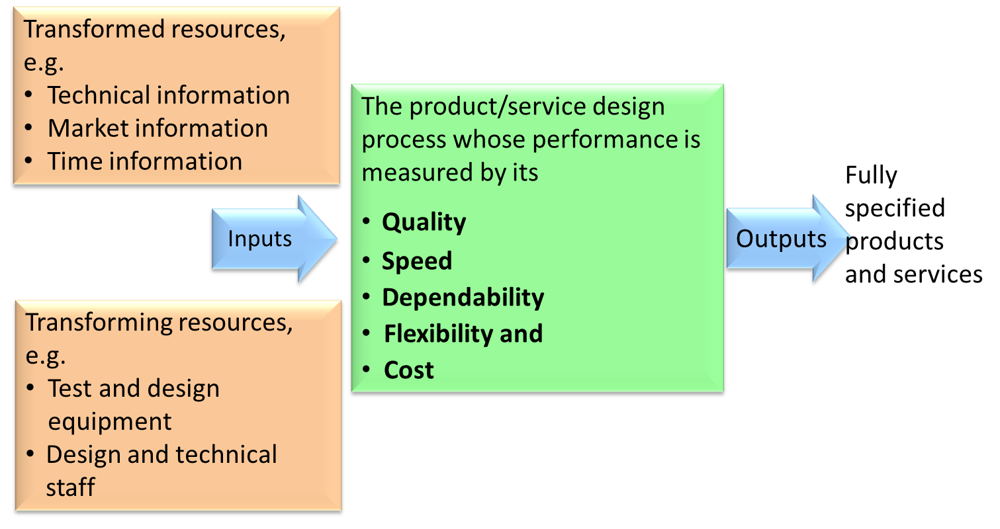 Transformed resources,
e.g.
• Technical information
• Market information
• Time information
Inputs
Transforming resources,
e.g.
• Test and design
equipment
• Design and technical
staff
The product/service design
process whose performance is
measured by its
• Quality
• Speed
• Dependability
• Flexibility and
• Cost
Outputs
Fully
specified
products
and services